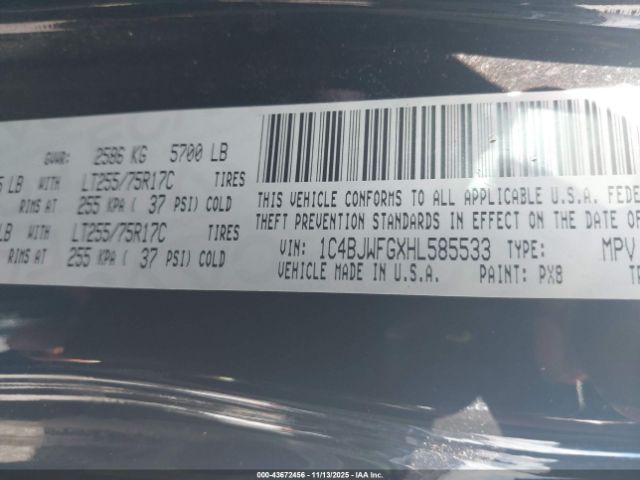 GVWR: 2586 KG 5700 LB
LB WITH LT255/75R17C TIRES
RIMS AT 255 KPA ( 37 PSI) COLD
LB WITH LT255/75R17C TIRES
RIMS AT 255 KPA ( 37 PSI) COLD
THIS VEHICLE CONFORMS TO ALL APPLICABLE U.S.A. FEDE
THEFT PREVENTION STANDARDS IN EFFECT ON THE DATE OF
VIN: 1C4BJWFGXHL585533 TYPE: MPV
VEHICLE MADE IN U.S.A. PAINT: PX8 TR
000-43672456 - 11/13/2025 - IAA Inc.